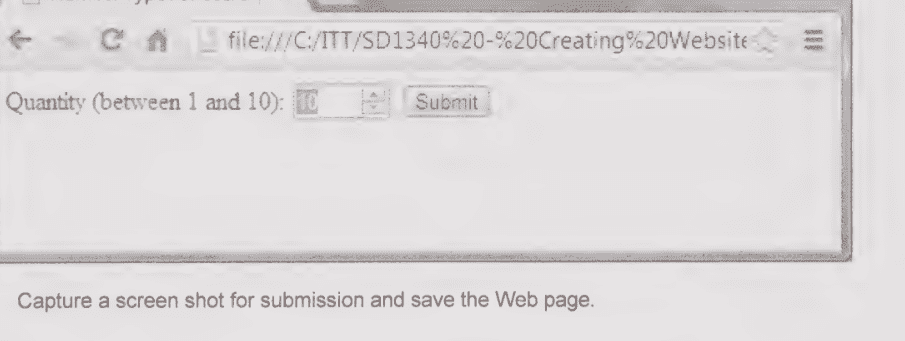 file:///C:/ITT/SD1340%20-%20Creating%20Website
Quantity (between 1 and 10): 10 Submit
Capture a screen shot for submission and save the Web page.